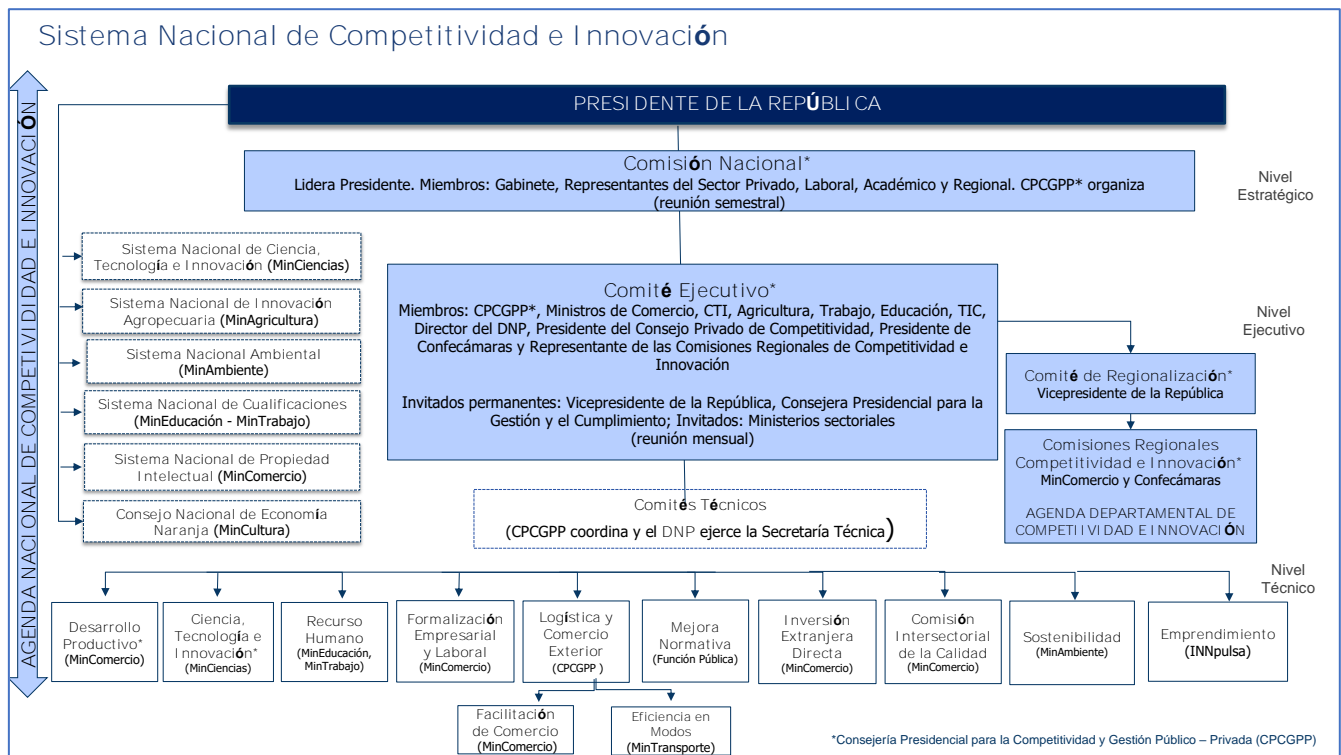 Sistema Nacional de Competitividad e Innovación
AGENDA NACIONAL DE COMPETIVIDIDAD E INNOVACIÓN
PRESIDENTE DE LA REPÚBLICA
Comisión Nacional*
Lidera Presidente. Miembros: Gabinete, Representantes del Sector Privado, Laboral, Académico y Regional. CPCGPP* organiza
(reunión semestral)
Nivel
Estratégico
Sistema Nacional de Ciencia,
Tecnología e Innovación (MinCiencias)
Sistema Nacional de Innovación
Agropecuaria (MinAgricultura)
Sistema Nacional Ambiental
(MinAmbiente)
Sistema Nacional de Cualificaciones
(MinEducación - MinTrabajo)
Sistema Nacional de Propiedad
Intelectual (MinComercio)
Consejo Nacional de Economía
Naranja (MinCultura)
Comité Ejecutivo*
Miembros: CPCGPP*, Ministros de Comercio, CTI, Agricultura, Trabajo, Educación, TIC,
Director del DNP, Presidente del Consejo Privado de Competitividad, Presidente de
Confecámaras y Representante de las Comisiones Regionales de Competitividad e
Innovación
Invitados permanentes: Vicepresidente de la República, Consejera Presidencial para la
Gestión y el Cumplimiento; Invitados: Ministerios sectoriales
(reunión mensual)
Nivel
Ejecutivo
Comité de Regionalización*
Vicepresidente de la República
Comisiones Regionales
Competitividad e Innovación*
MinComercio y Confecámaras
AGENDA DEPARTAMENTAL DE
COMPETIIVIDAD E INNOVACIÓN
Comités Técnicos
(CPCGPP coordina y el DNP ejerce la Secretaría Técnica)
Nivel
Técnico
Desarrollo
Productivo*
(MinComercio)
Ciencia,
Tecnología e
Innovación*
(MinCiencias)
Recurso
Humano
(MinEducación,
MinTrabajo)
Formalización
Empresarial
y Laboral
(MinComercio)
Logística y
Comercio
Exterior
(CPCGPP )
Mejora
Normativa
(Función Pública)
Inversión
Extranjera
Directa
(MinComercio)
Comisión
Intersectorial
de la Calidad
(MinComercio)
Sostenibilidad
(MinAmbiente)
Emprendimiento
(INNpulsa)
Facilitación
de Comercio
(MinComercio)
Eficiencia en
Modos
(MinTransporte)
*Consejería Presidencial para la Competitividad y Gestión Público – Privada (CPCGPP)